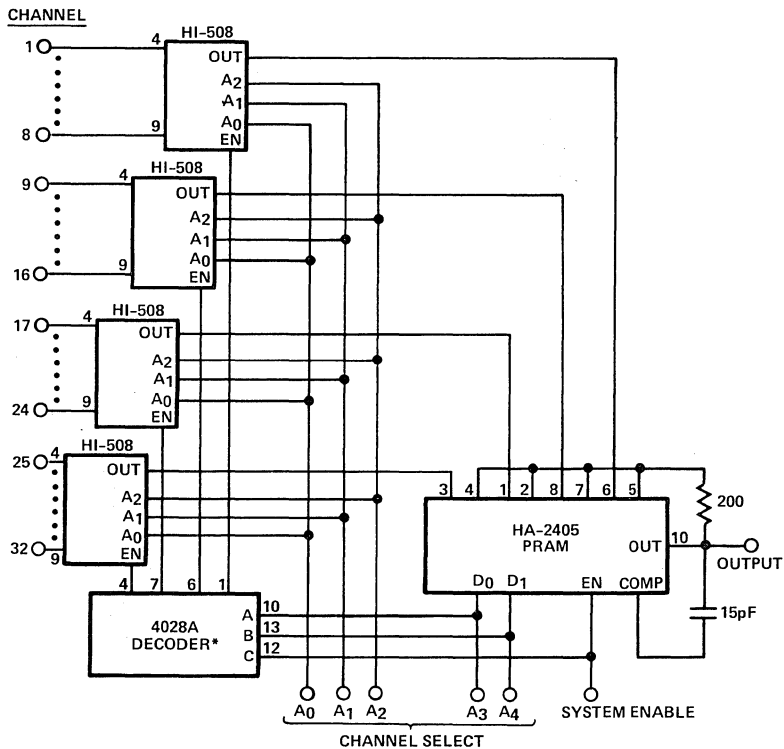 CHANNEL
HI-508
1 4 OUT
A2
A1
A0
8 9 EN
HI-508
9 4 OUT
A2
A1
A0
16 9 EN
HI-508
17 4 OUT
A2
A1
A0
24 9 EN
HI-508
25 4 OUT
A2
A1
A0
32 9 EN
3 4 1 2 8 7 6 5
200
HA-2405
PRAM
OUT 10
OUTPUT
D0 D1 EN COMP
15pF
4 7 6 1
4028A
DECODER*
A 10
B 13
C 12
A0 A1 A2 A3 A4 SYSTEM ENABLE
CHANNEL SELECT